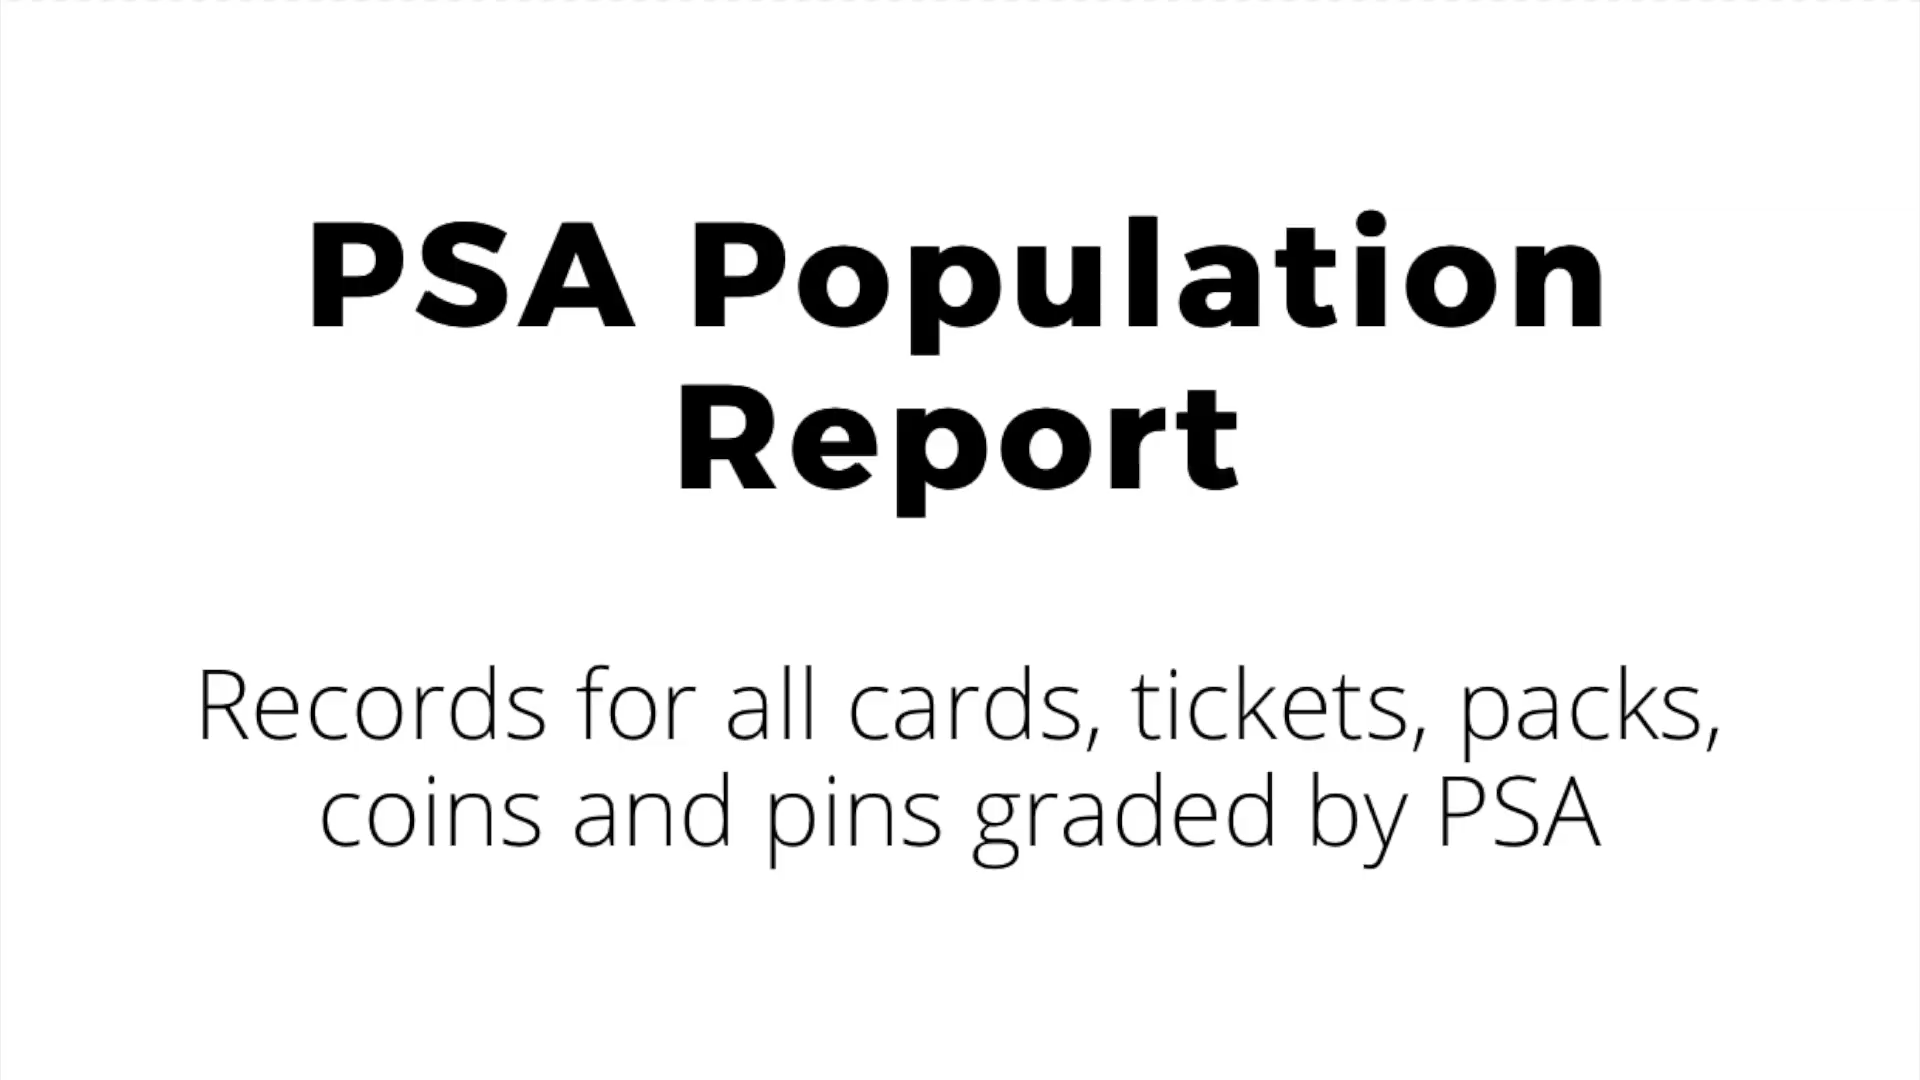 PSA Population
Report
Records for all cards, tickets, packs,
coins and pins graded by PSA